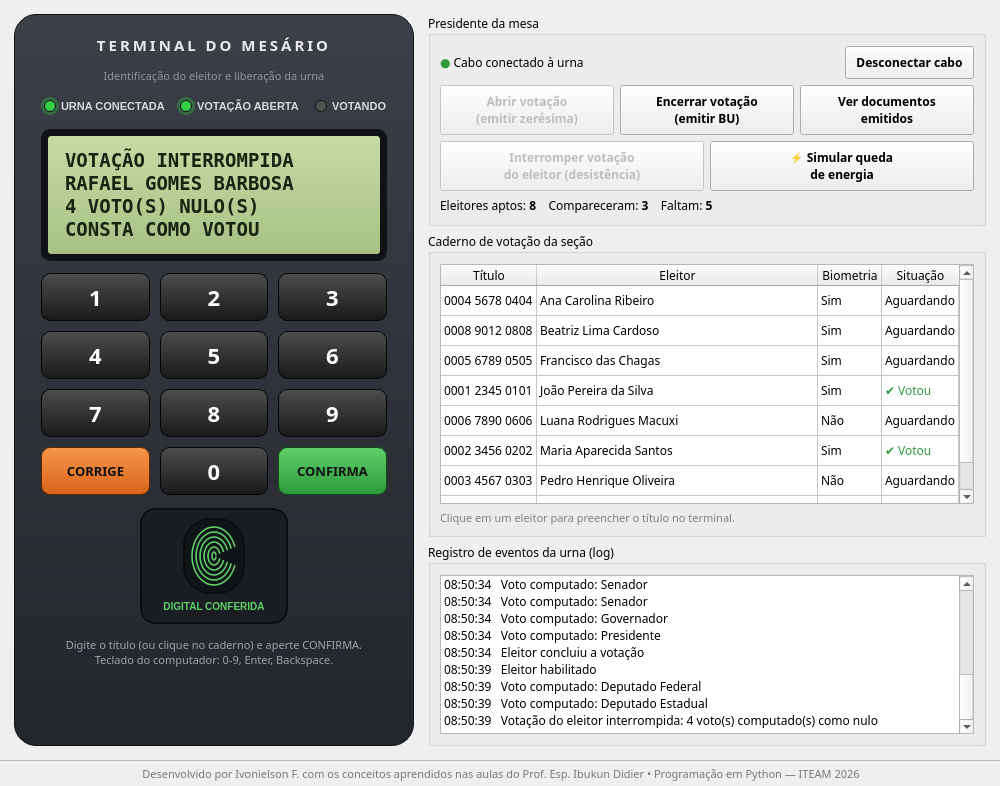 TERMINAL DO MESÁRIO
Identificação do eleitor e liberação da urna
URNA CONECTADA VOTAÇÃO ABERTA VOTANDO
VOTAÇÃO INTERROMPIDA
RAFAEL GOMES BARBOSA
4 VOTO(S) NULO(S)
CONSTA COMO VOTOU
1 2 3
4 5 6
7 8 9
CORRIGE 0 CONFIRMA
DIGITAL CONFERIDA
Digite o título (ou clique no caderno) e aperte CONFIRMA.
Teclado do computador: 0-9, Enter, Backspace.
Presidente da mesa
● Cabo conectado à urna Desconectar cabo
Abrir votação
(emitir zerésima)
Encerrar votação
(emitir BU)
Ver documentos
emitidos
Interromper votação
do eleitor (desistência)
⚡ Simular queda
de energia
Eleitores aptos: 8 Compareceram: 3 Faltam: 5
Caderno de votação da seção
Título Eleitor Biometria Situação
0004 5678 0404 Ana Carolina Ribeiro Sim Aguardando
0008 9012 0808 Beatriz Lima Cardoso Sim Aguardando
0005 6789 0505 Francisco das Chagas Sim Aguardando
0001 2345 0101 João Pereira da Silva Sim ✔ Votou
0006 7890 0606 Luana Rodrigues Macuxi Não Aguardando
0002 3456 0202 Maria Aparecida Santos Sim ✔ Votou
0003 4567 0303 Pedro Henrique Oliveira Não Aguardando
Clique em um eleitor para preencher o título no terminal.
Registro de eventos da urna (log)
08:50:34 Voto computado: Senador
08:50:34 Voto computado: Senador
08:50:34 Voto computado: Governador
08:50:34 Voto computado: Presidente
08:50:34 Eleitor concluiu a votação
08:50:39 Eleitor habilitado
08:50:39 Voto computado: Deputado Federal
08:50:39 Voto computado: Deputado Estadual
08:50:39 Votação do eleitor interrompida: 4 voto(s) computado(s) como nulo
Desenvolvido por Ivonielson F. com os conceitos aprendidos nas aulas do Prof. Esp. Ibukun Didier • Programação em Python — ITEAM 2026